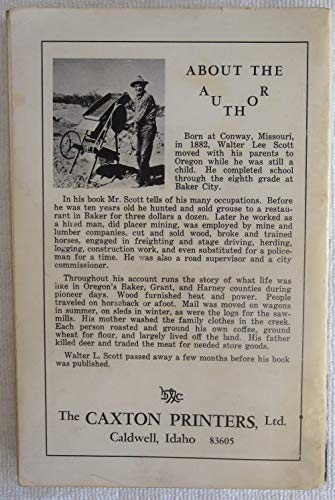 ABOUT THE
AUTHOR
Born at Conway, Missouri,
in 1882, Walter Lee Scott
moved with his parents to
Oregon while he was still a
child. He completed school
through the eighth grade at
Baker City.
In his book Mr. Scott tells of his many occupations. Before
he was ten years old he hunted and sold grouse to a restau-
rant in Baker for three dollars a dozen. Later he worked as
a hired man, did placer mining, was employed by mine and
lumber companies, cut and sold wood, broke and trained
horses, engaged in freighting and stage driving, herding,
logging, construction work, and even substituted for a police-
man for a time. He was also a road supervisor and a city
commissioner.
Throughout his account runs the story of what life was
like in Oregon's Baker, Grant, and Harney counties during
pioneer days. Wood furnished heat and power. People
traveled on horseback or afoot. Mail moved on wagons
in summer, on sleds in winter, as were the logs for the saw-
mills. His mother washed the family clothes in the creek.
Each person roasted and ground his own coffee, ground
wheat for flour, and largely lived off the land. His father
killed deer and traded the meat for needed store goods.
Walter L. Scott passed away a few months before his book
was published.
The CAXTON PRINTERS, Ltd.
Caldwell, Idaho 83605